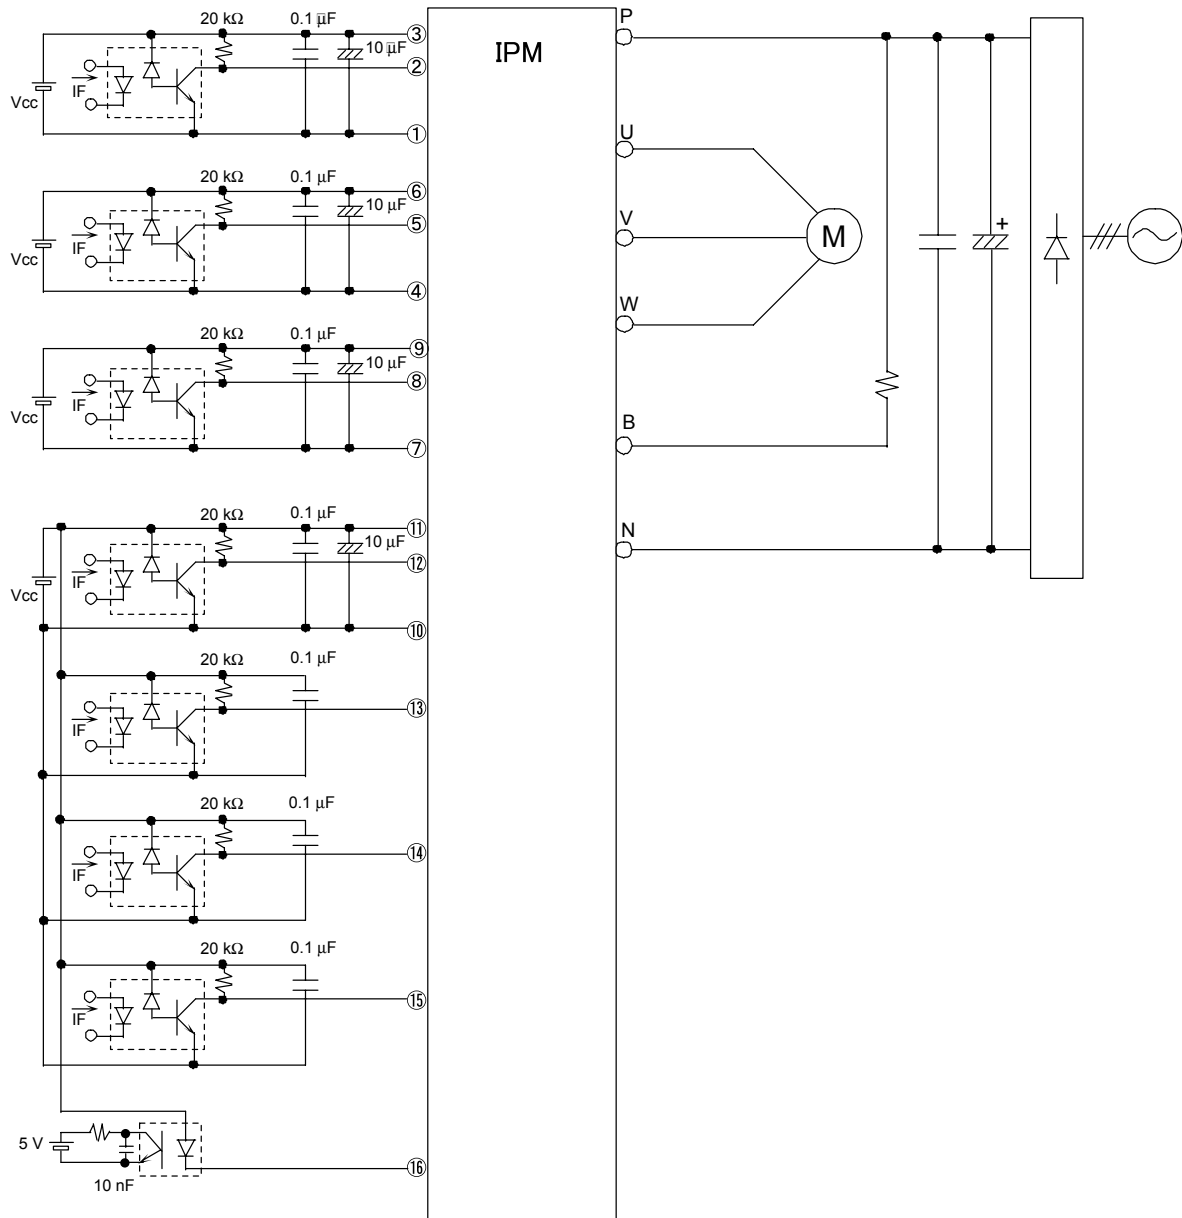 20 kΩ 0.1 μF ③ P
10 μF IPM
②
IF
Vcc
① U
20 kΩ 0.1 μF ⑥
10 μF
⑤ V
IF M +
Vcc
④ W
20 kΩ 0.1 μF ⑨
10 μF
⑧
IF
Vcc B
⑦
20 kΩ 0.1 μF ⑪ N
10 μF
⑫
IF
Vcc
⑩
20 kΩ 0.1 μF
⑬
IF
20 kΩ 0.1 μF
⑭
IF
20 kΩ 0.1 μF
⑮
IF
5 V
⑯
10 nF